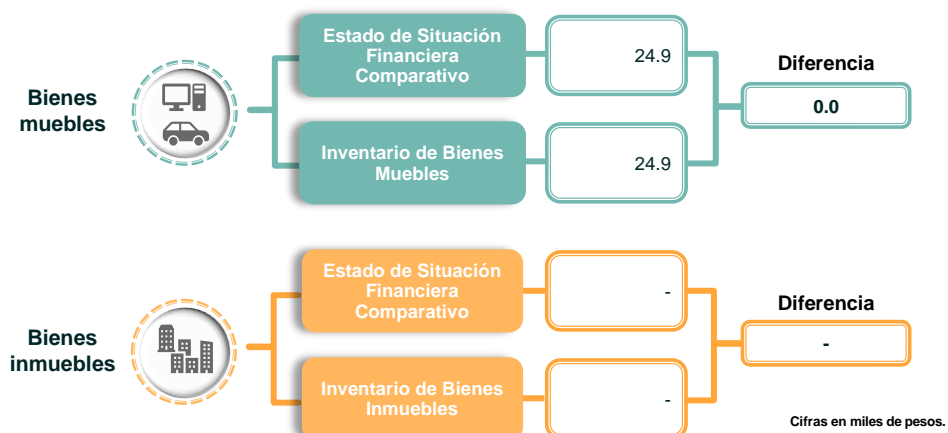 Bienes
muebles
Estado de Situación
Financiera
Comparativo
24.9
Inventario de Bienes
Muebles
24.9
Diferencia
0.0
Bienes
inmuebles
Estado de Situación
Financiera
Comparativo
-
Inventario de Bienes
Inmuebles
-
Diferencia
-
Cifras en miles de pesos.